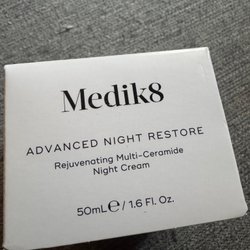 Medik8
ADVANCED NIGHT RESTORE
Rejuvenating Multi-Ceramide
Night Cream
50mL℮/1.6 Fl. Oz.